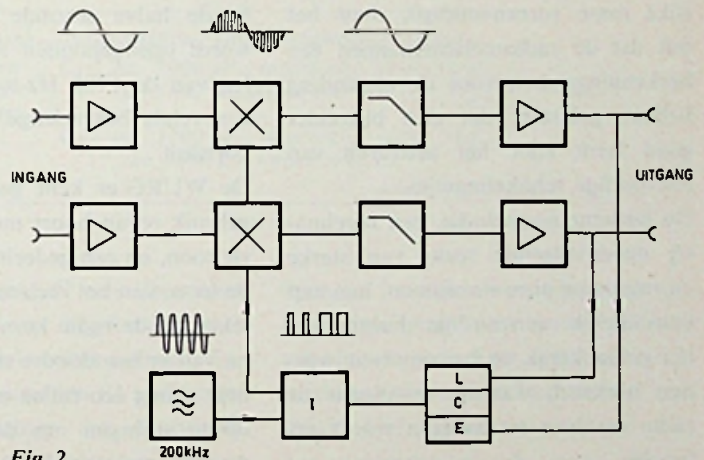 INGANG
UITGANG
L
C
E
I
200kHz
Fig. 2